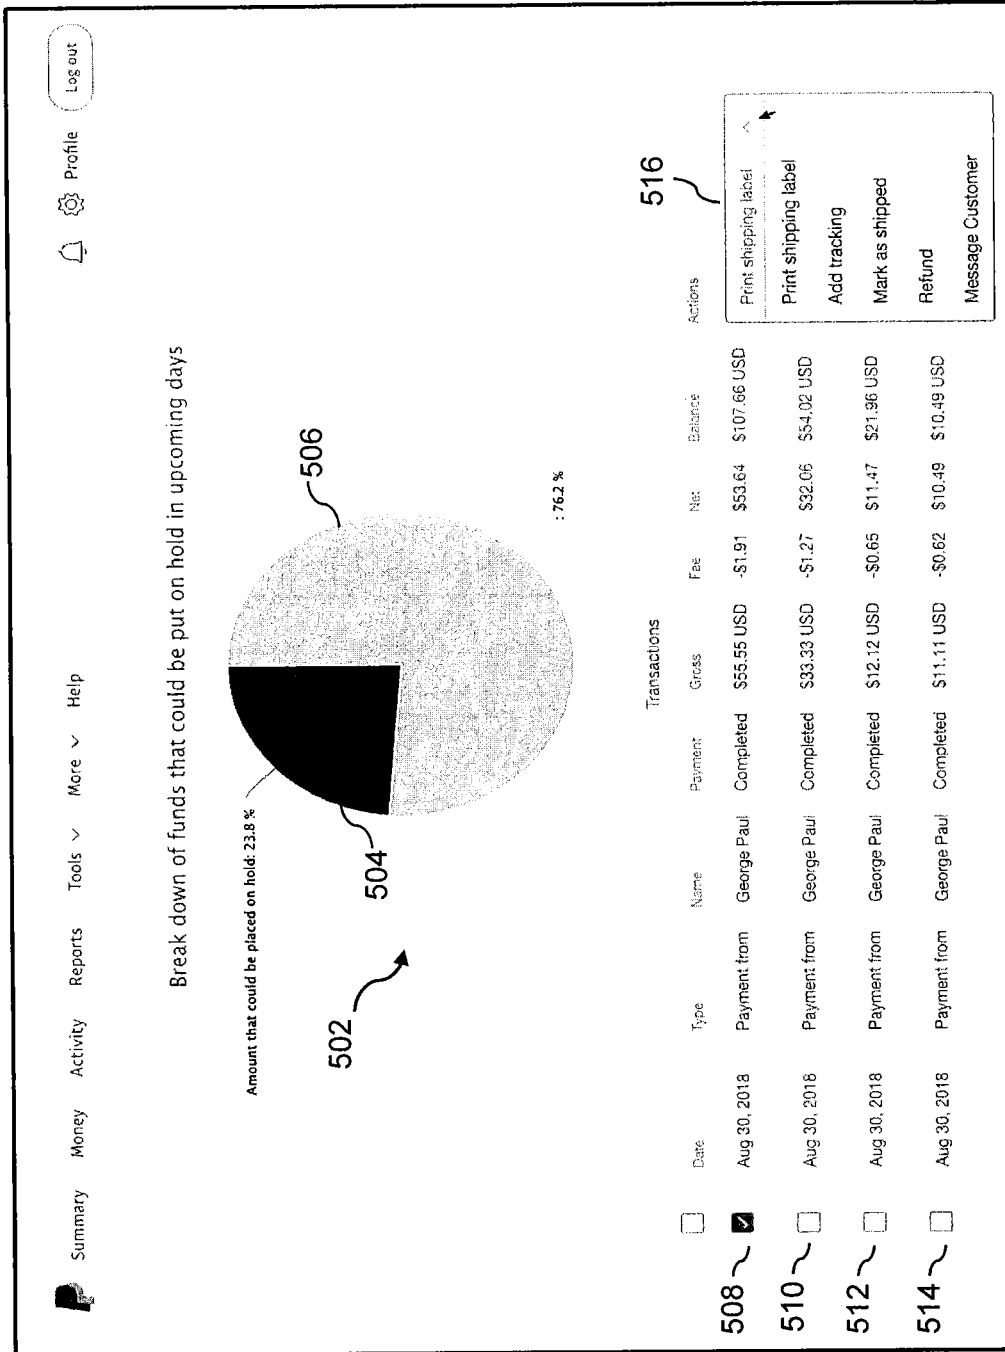 Summary Money Activity Reports Tools More Help Profile Log out
Break down of funds that could be put on hold in upcoming days
Amount that could be placed on hold: 23.8 %
506
504
502
: 76.2 %
Transactions
516
Date Type Name Payment Gross Fee Net Balance Actions
508 Aug 30, 2018 Payment from George Paul Completed $55.55 USD -$1.91 $53.64 $107.66 USD Print shipping label
510 Aug 30, 2018 Payment from George Paul Completed $33.33 USD -$1.27 $32.06 $54.02 USD Print shipping label
Add tracking
512 Aug 30, 2018 Payment from George Paul Completed $12.12 USD -$0.65 $11.47 $21.96 USD Mark as shipped
514 Aug 30, 2018 Payment from George Paul Completed $11.11 USD -$0.62 $10.49 $10.49 USD Refund
Message Customer